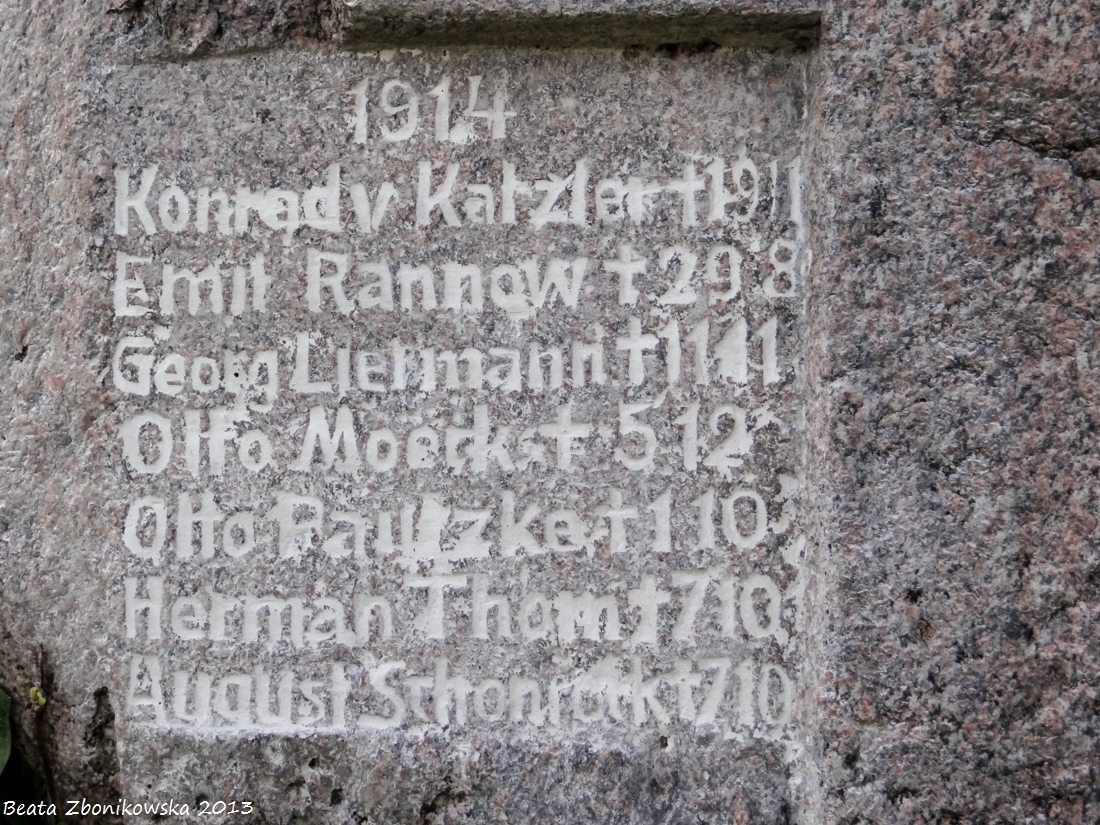 1914
Konrad v Katzler † 19 11
Emil Rannow † 29 8
Georg Liermann † 11 11
Otto Moerks † 5 12
Otto Pautzke † 1 10
Herman Thom † 7 10
August Schonrock † 7 10
Beata Zbonikowska 2013